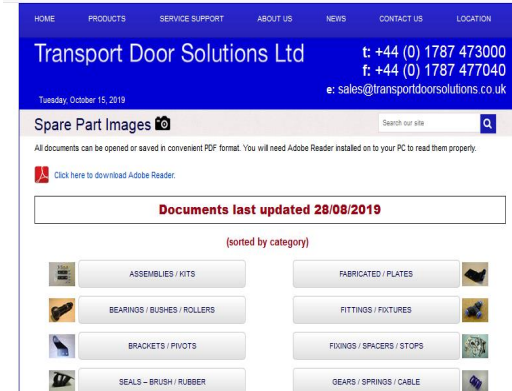 HOME PRODUCTS SERVICE SUPPORT ABOUT US NEWS CONTACT US LOCATION
Transport Door Solutions Ltd
t: +44 (0) 1787 473000
f: +44 (0) 1787 477040
e: sales@transportdoorsolutions.co.uk
Tuesday, October 15, 2019
Spare Part Images
Search our site
All documents can be opened or saved in convenient PDF format. You will need Adobe Reader installed on to your PC to read them properly.
Click here to download Adobe Reader.
Documents last updated 28/08/2019
(sorted by category)
ASSEMBLIES / KITS
FABRICATED / PLATES
BEARINGS / BUSHES / ROLLERS
FITTINGS / FIXTURES
BRACKETS / PIVOTS
FIXINGS / SPACERS / STOPS
SEALS – BRUSH / RUBBER
GEARS / SPRINGS / CABLE